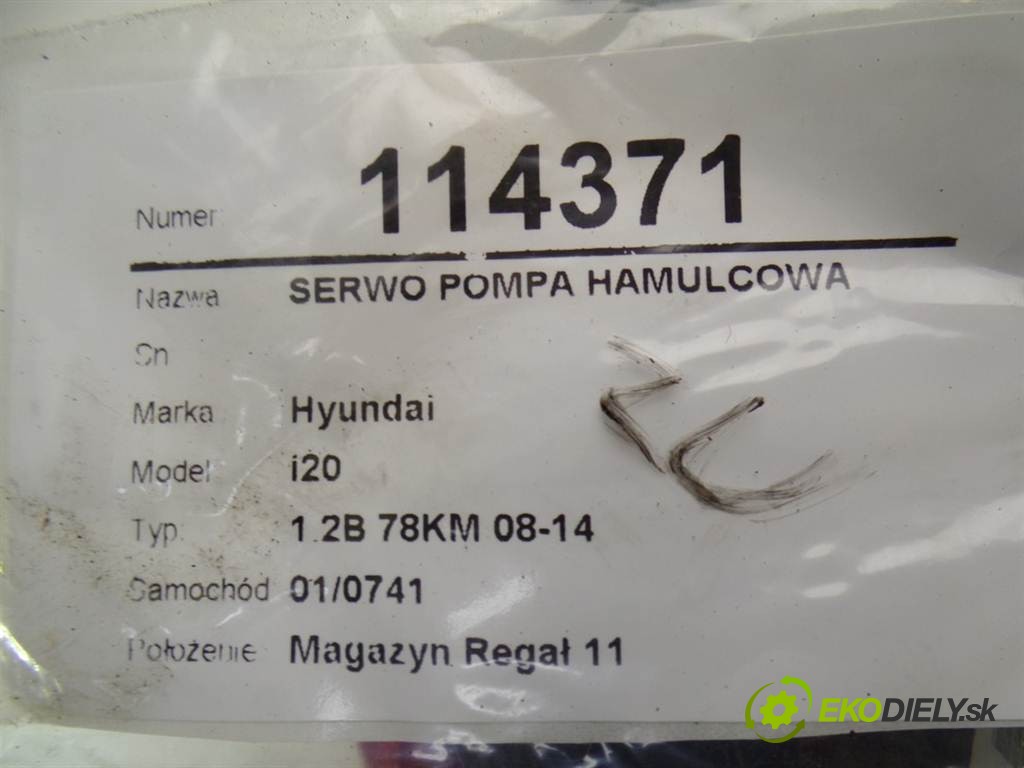 Numer 114371
Nazwa SERWO POMPA HAMULCOWA
Sn
Marka Hyundai
Model i20
Typ 1.2B 78KM 08-14
Samochód 01/0741
Położenie Magazyn Regał 11
EKODIELY.sk